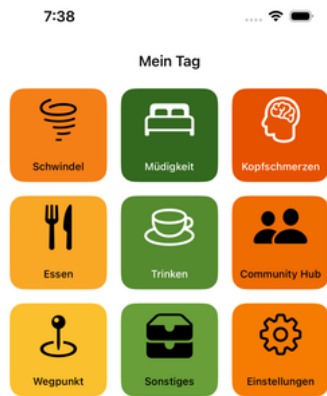 7:38
Mein Tag
Schwindel
Müdigkeit
Kopfschmerzen
Essen
Trinken
Community Hub
Wegpunkt
Sonstiges
Einstellungen